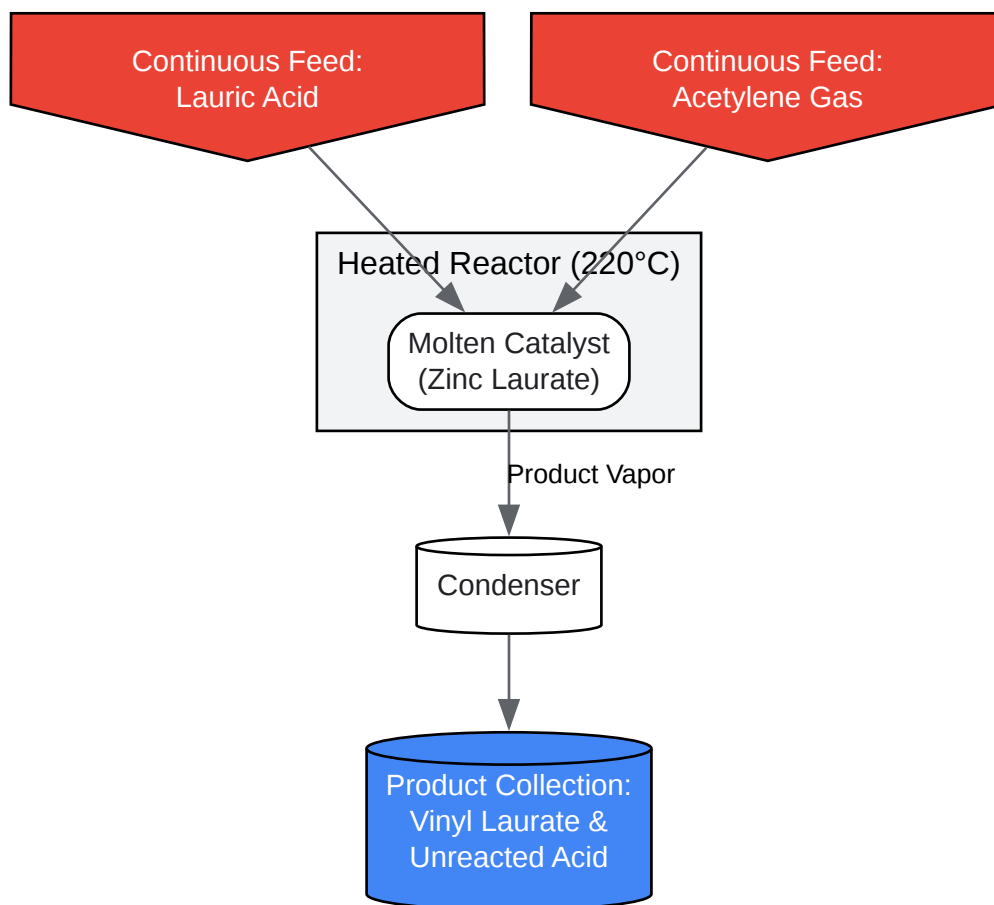 Continuous Feed:
Lauric Acid
Continuous Feed:
Acetylene Gas
Heated Reactor (220°C)
Molten Catalyst
(Zinc Laurate)
Product Vapor
Condenser
Product Collection:
Vinyl Laurate &
Unreacted Acid